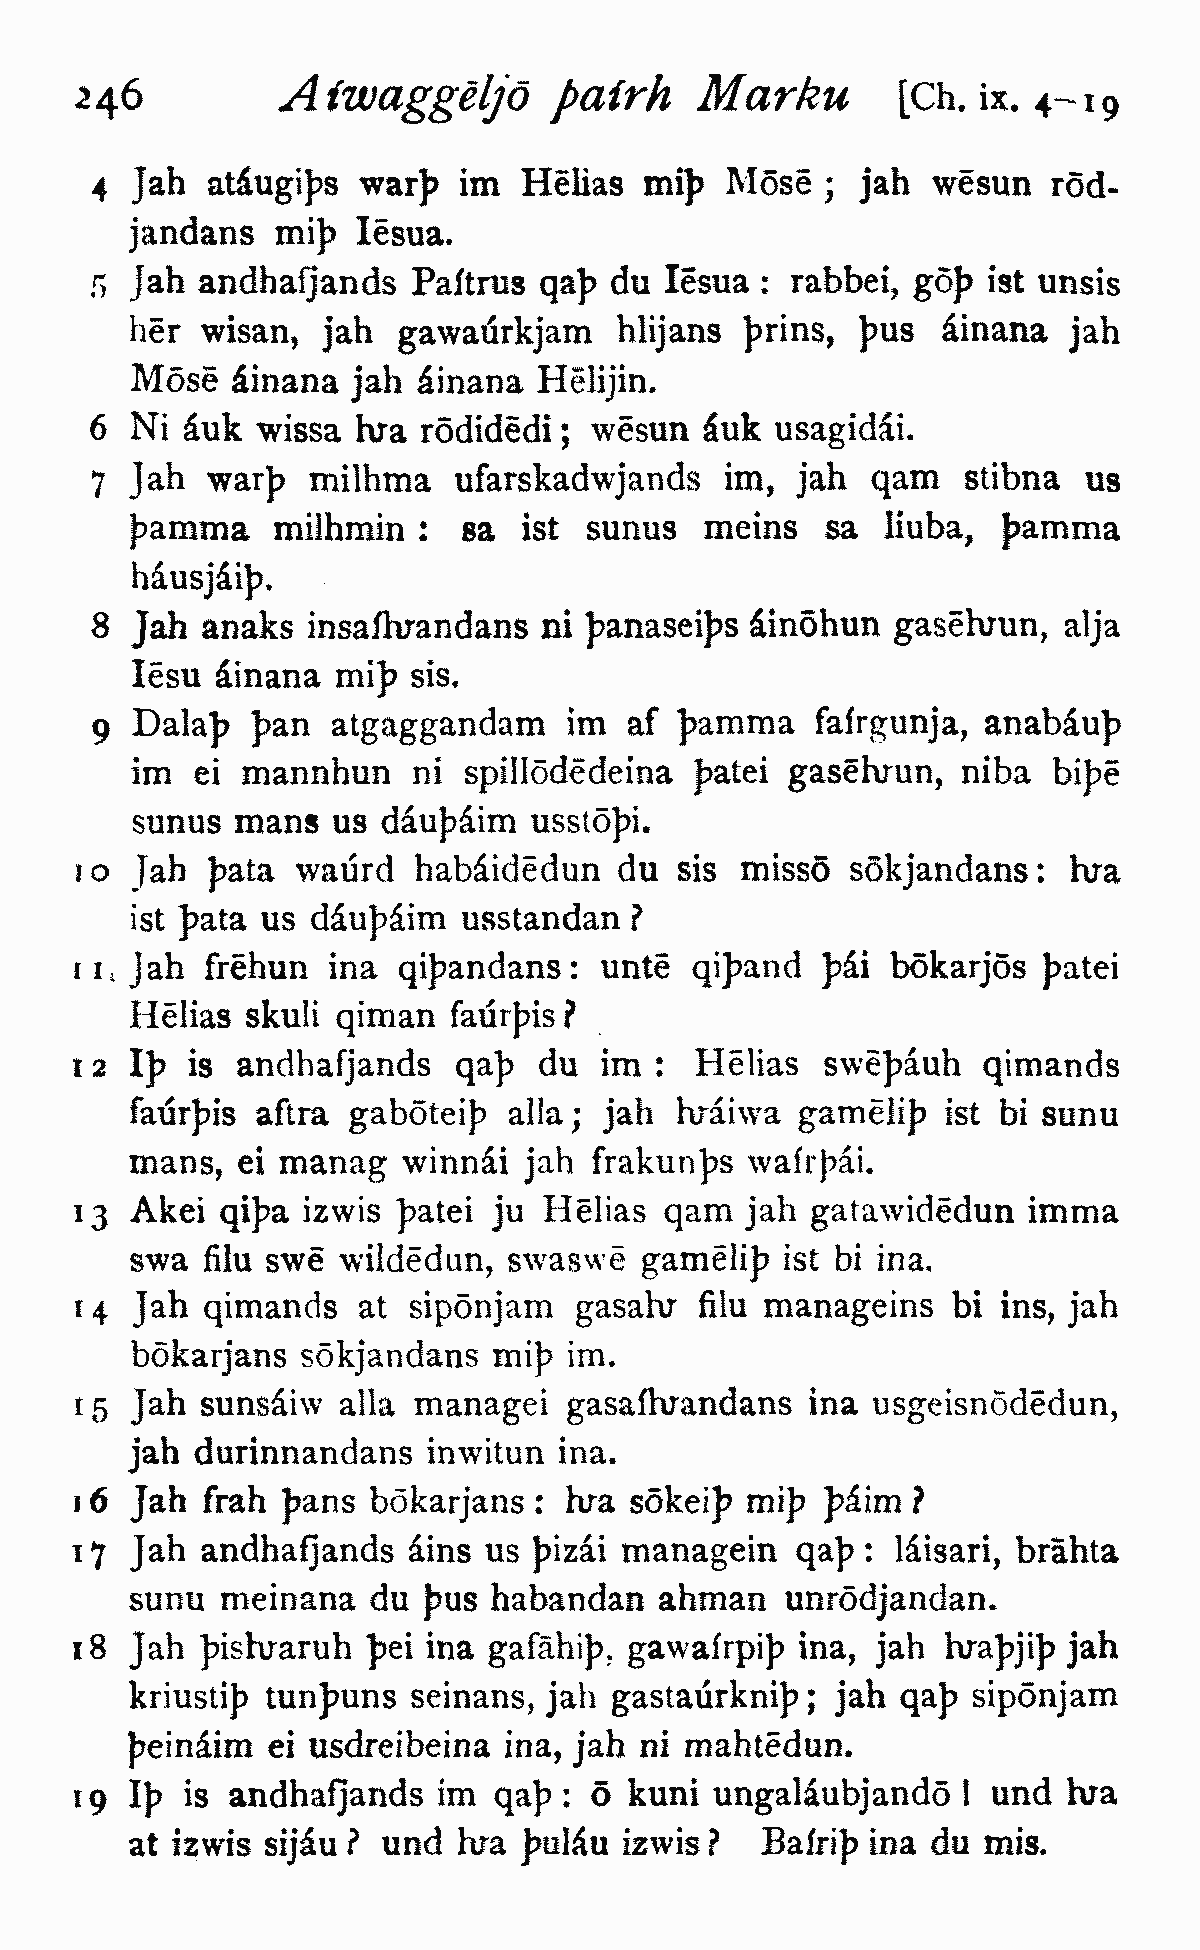 246 Aíwaggēljō þaírh Marku [Ch. ix. 4–19
4 Jah atáugiþs warþ im Hēlias miþ Mōsē ; jah wēsun rōd-
jandans miþ Iēsua.
5 Jah andhafjands Paítrus qaþ du Iēsua : rabbei, gōþ ist unsis
hēr wisan, jah gawaúrkjam hlijans þrins, þus áinana jah
Mōsē áinana jah áinana Hēlijin.
6 Ni áuk wissa ƕa rōdidēdi ; wēsun áuk usagidái.
7 Jah warþ milhma ufarskadwjands im, jah qam stibna us
þamma milhmin : sa ist sunus meins sa liuba, þamma
háusjáiþ.
8 Jah anaks insaíƕandans ni þanaseiþs áinōhun gasēƕun, alja
Iēsu áinana miþ sis.
9 Dalaþ þan atgaggandam im af þamma faírgunja, anabáuþ
im ei mannhun ni spillōdēdeina þatei gasēƕun, niba biþē
sunus mans us dáuþáim usstōþi.
10 Jah þata waúrd habáidēdun du sis missō sōkjandans : ƕa
ist þata us dáuþáim usstandan ?
11 Jah frēhun ina qiþandans : untē qiþand þái bōkarjōs þatei
Hēlias skuli qiman faúrþis ?
12 Iþ is andhafjands qaþ du im : Hēlias swēþáuh qimands
faúrþis aftra gabōteiþ alla ; jah ƕáiwa gamēliþ ist bi sunu
mans, ei manag winnái jah frakunþs waírþái.
13 Akei qiþa izwis þatei ju Hēlias qam jah gatawidēdun imma
swa filu swē wildēdun, swaswē gamēliþ ist bi ina.
14 Jah qimands at sipōnjam gasaƕ filu manageins bi ins, jah
bōkarjans sōkjandans miþ im.
15 Jah sunsáiw alla managei gasaíƕandans ina usgeisnōdēdun,
jah durinnandans inwitun ina.
16 Jah frah þans bōkarjans : ƕa sōkeiþ miþ þáim ?
17 Jah andhafjands áins us þizái managein qaþ : láisari, brāhta
sunu meinana du þus habandan ahman unrōdjandan.
18 Jah þisƕaruh þei ina gafāhiþ, gawaírpiþ ina, jah ƕaþjiþ jah
kriustiþ tunþuns seinans, jah gastaúrkniþ ; jah qaþ sipōnjam
þeináim ei usdreibeina ina, jah ni mahtēdun.
19 Iþ is andhafjands im qaþ : ō kuni ungaláubjandō ! und ƕa
at izwis sijáu ? und ƕa þuláu izwis ? Baíriþ ina du mis.